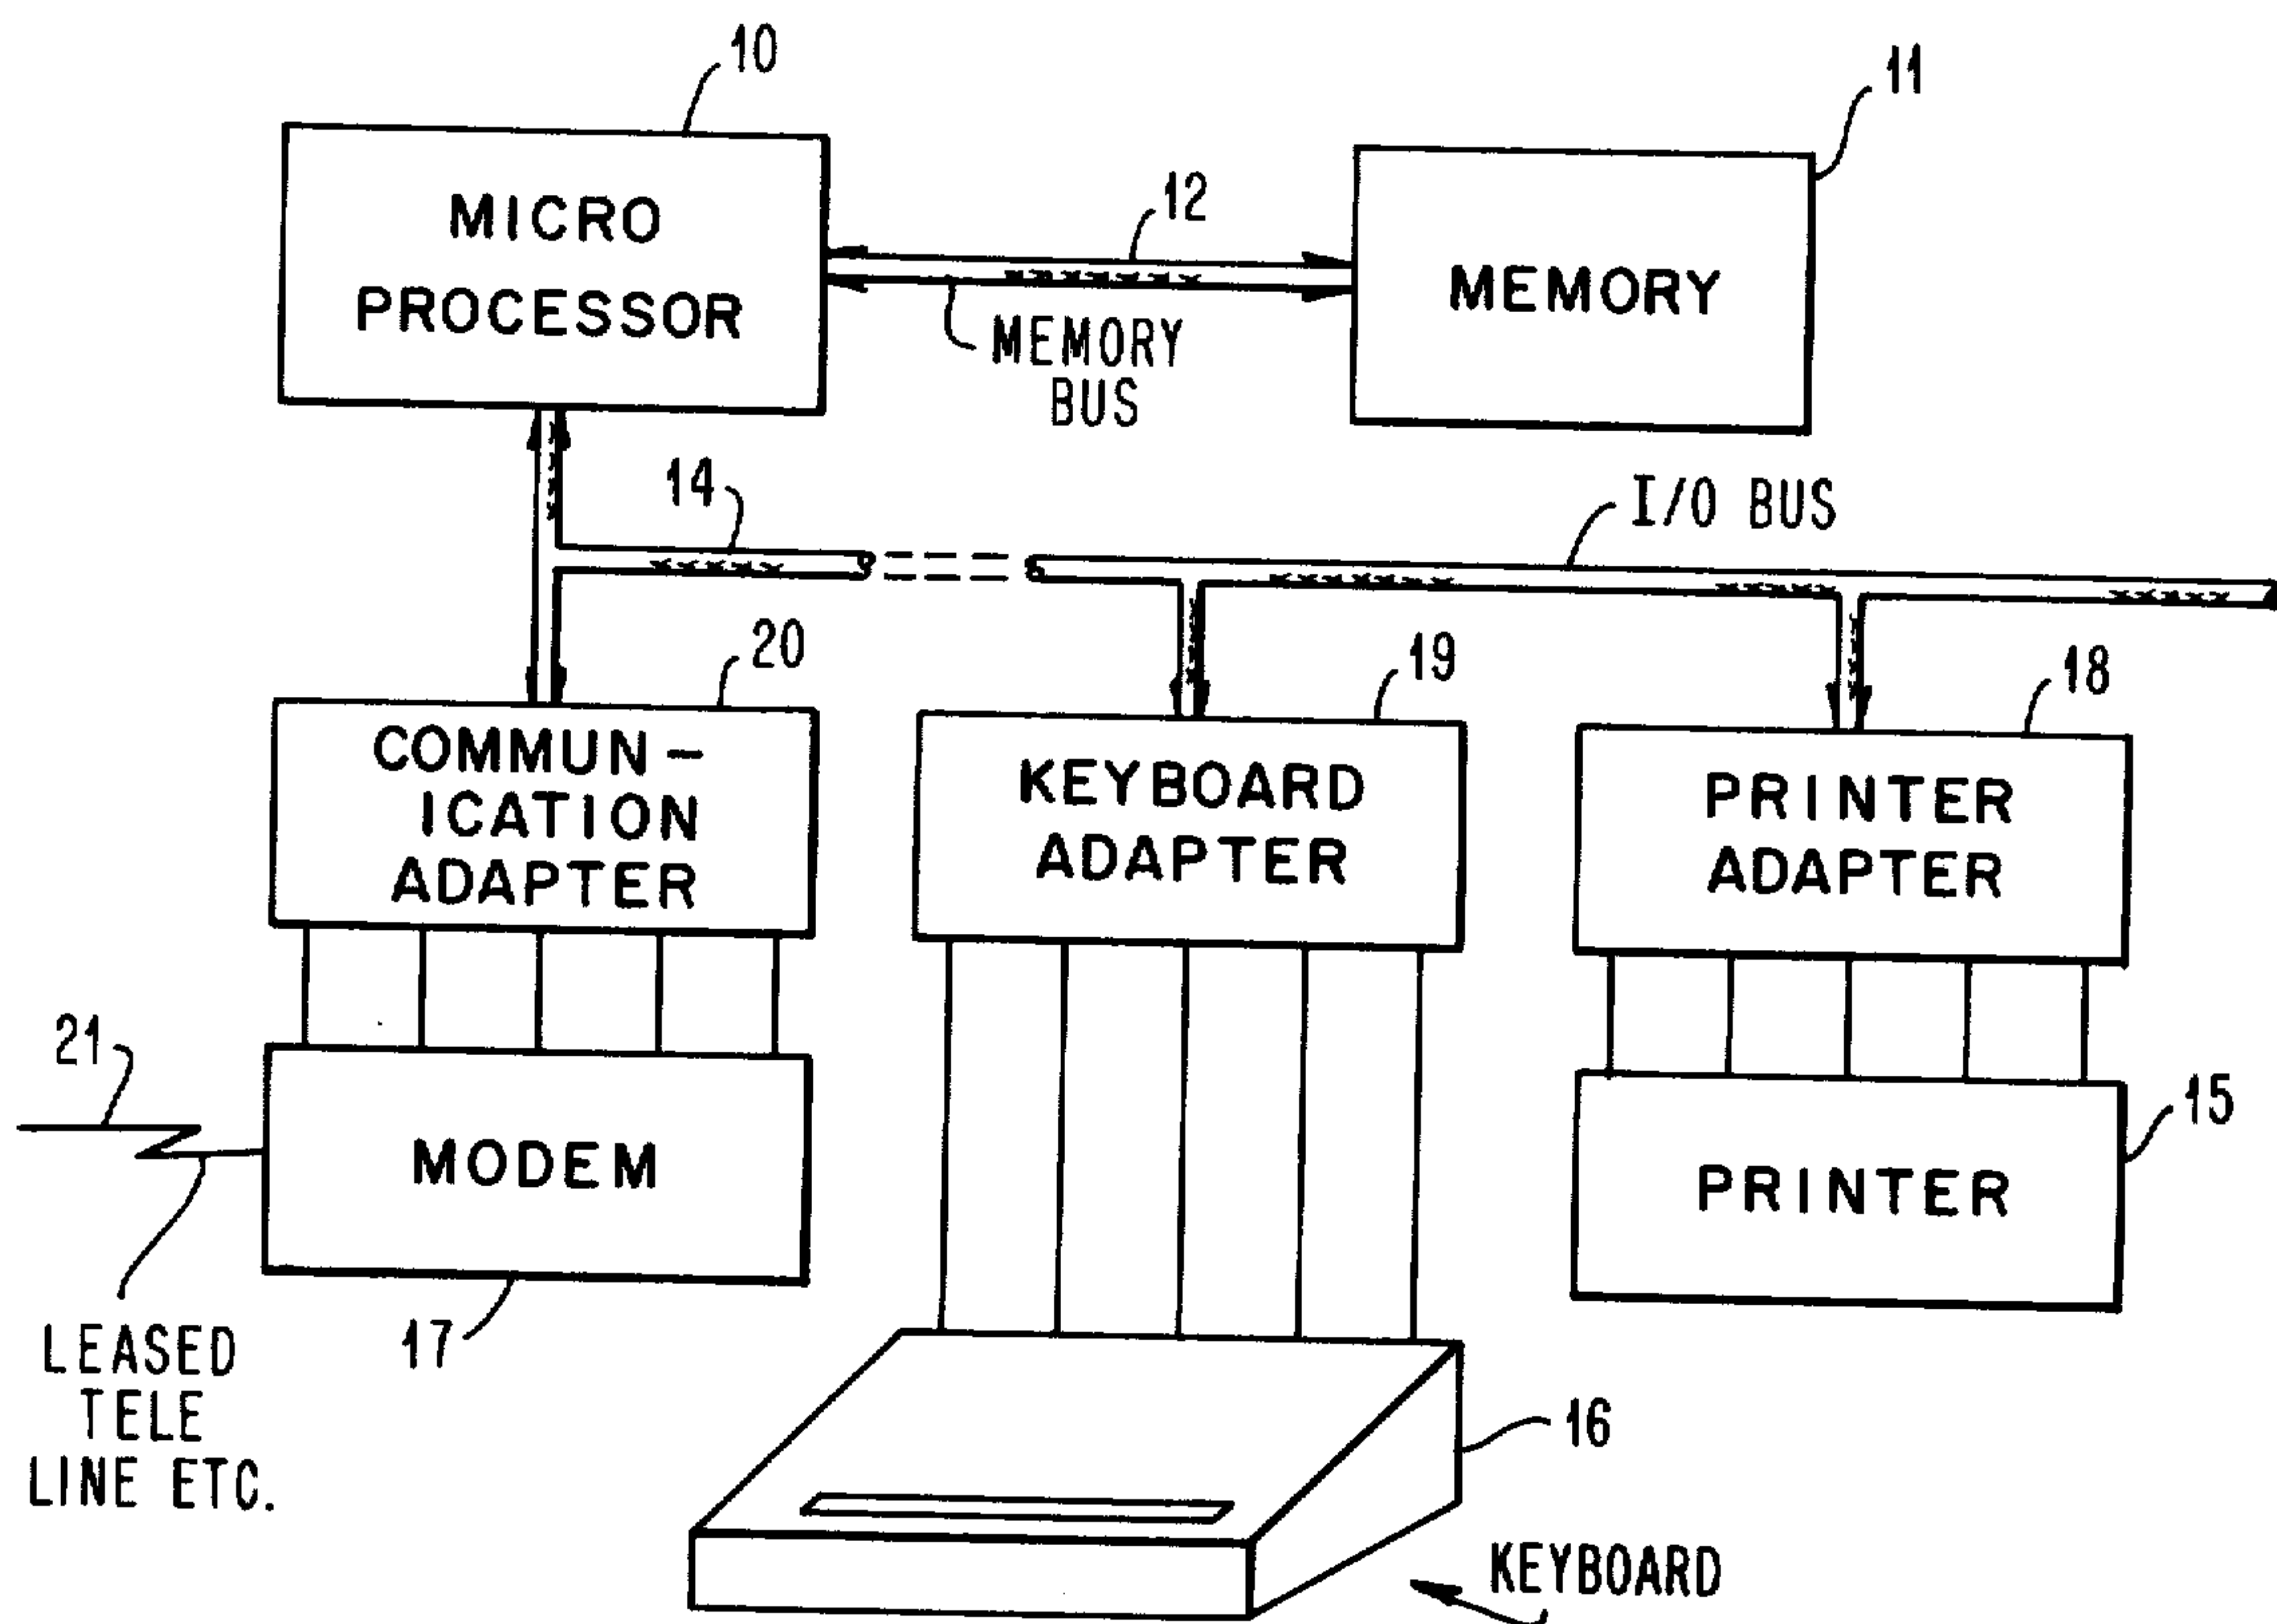 10
11
MICRO
PROCESSOR
12
MEMORY
MEMORY
BUS
14
I/O BUS
20
19
18
COMMUN-
ICATION
ADAPTER
KEYBOARD
ADAPTER
PRINTER
ADAPTER
21
MODEM
15
PRINTER
17
LEASED
TELE
LINE ETC.
16
KEYBOARD